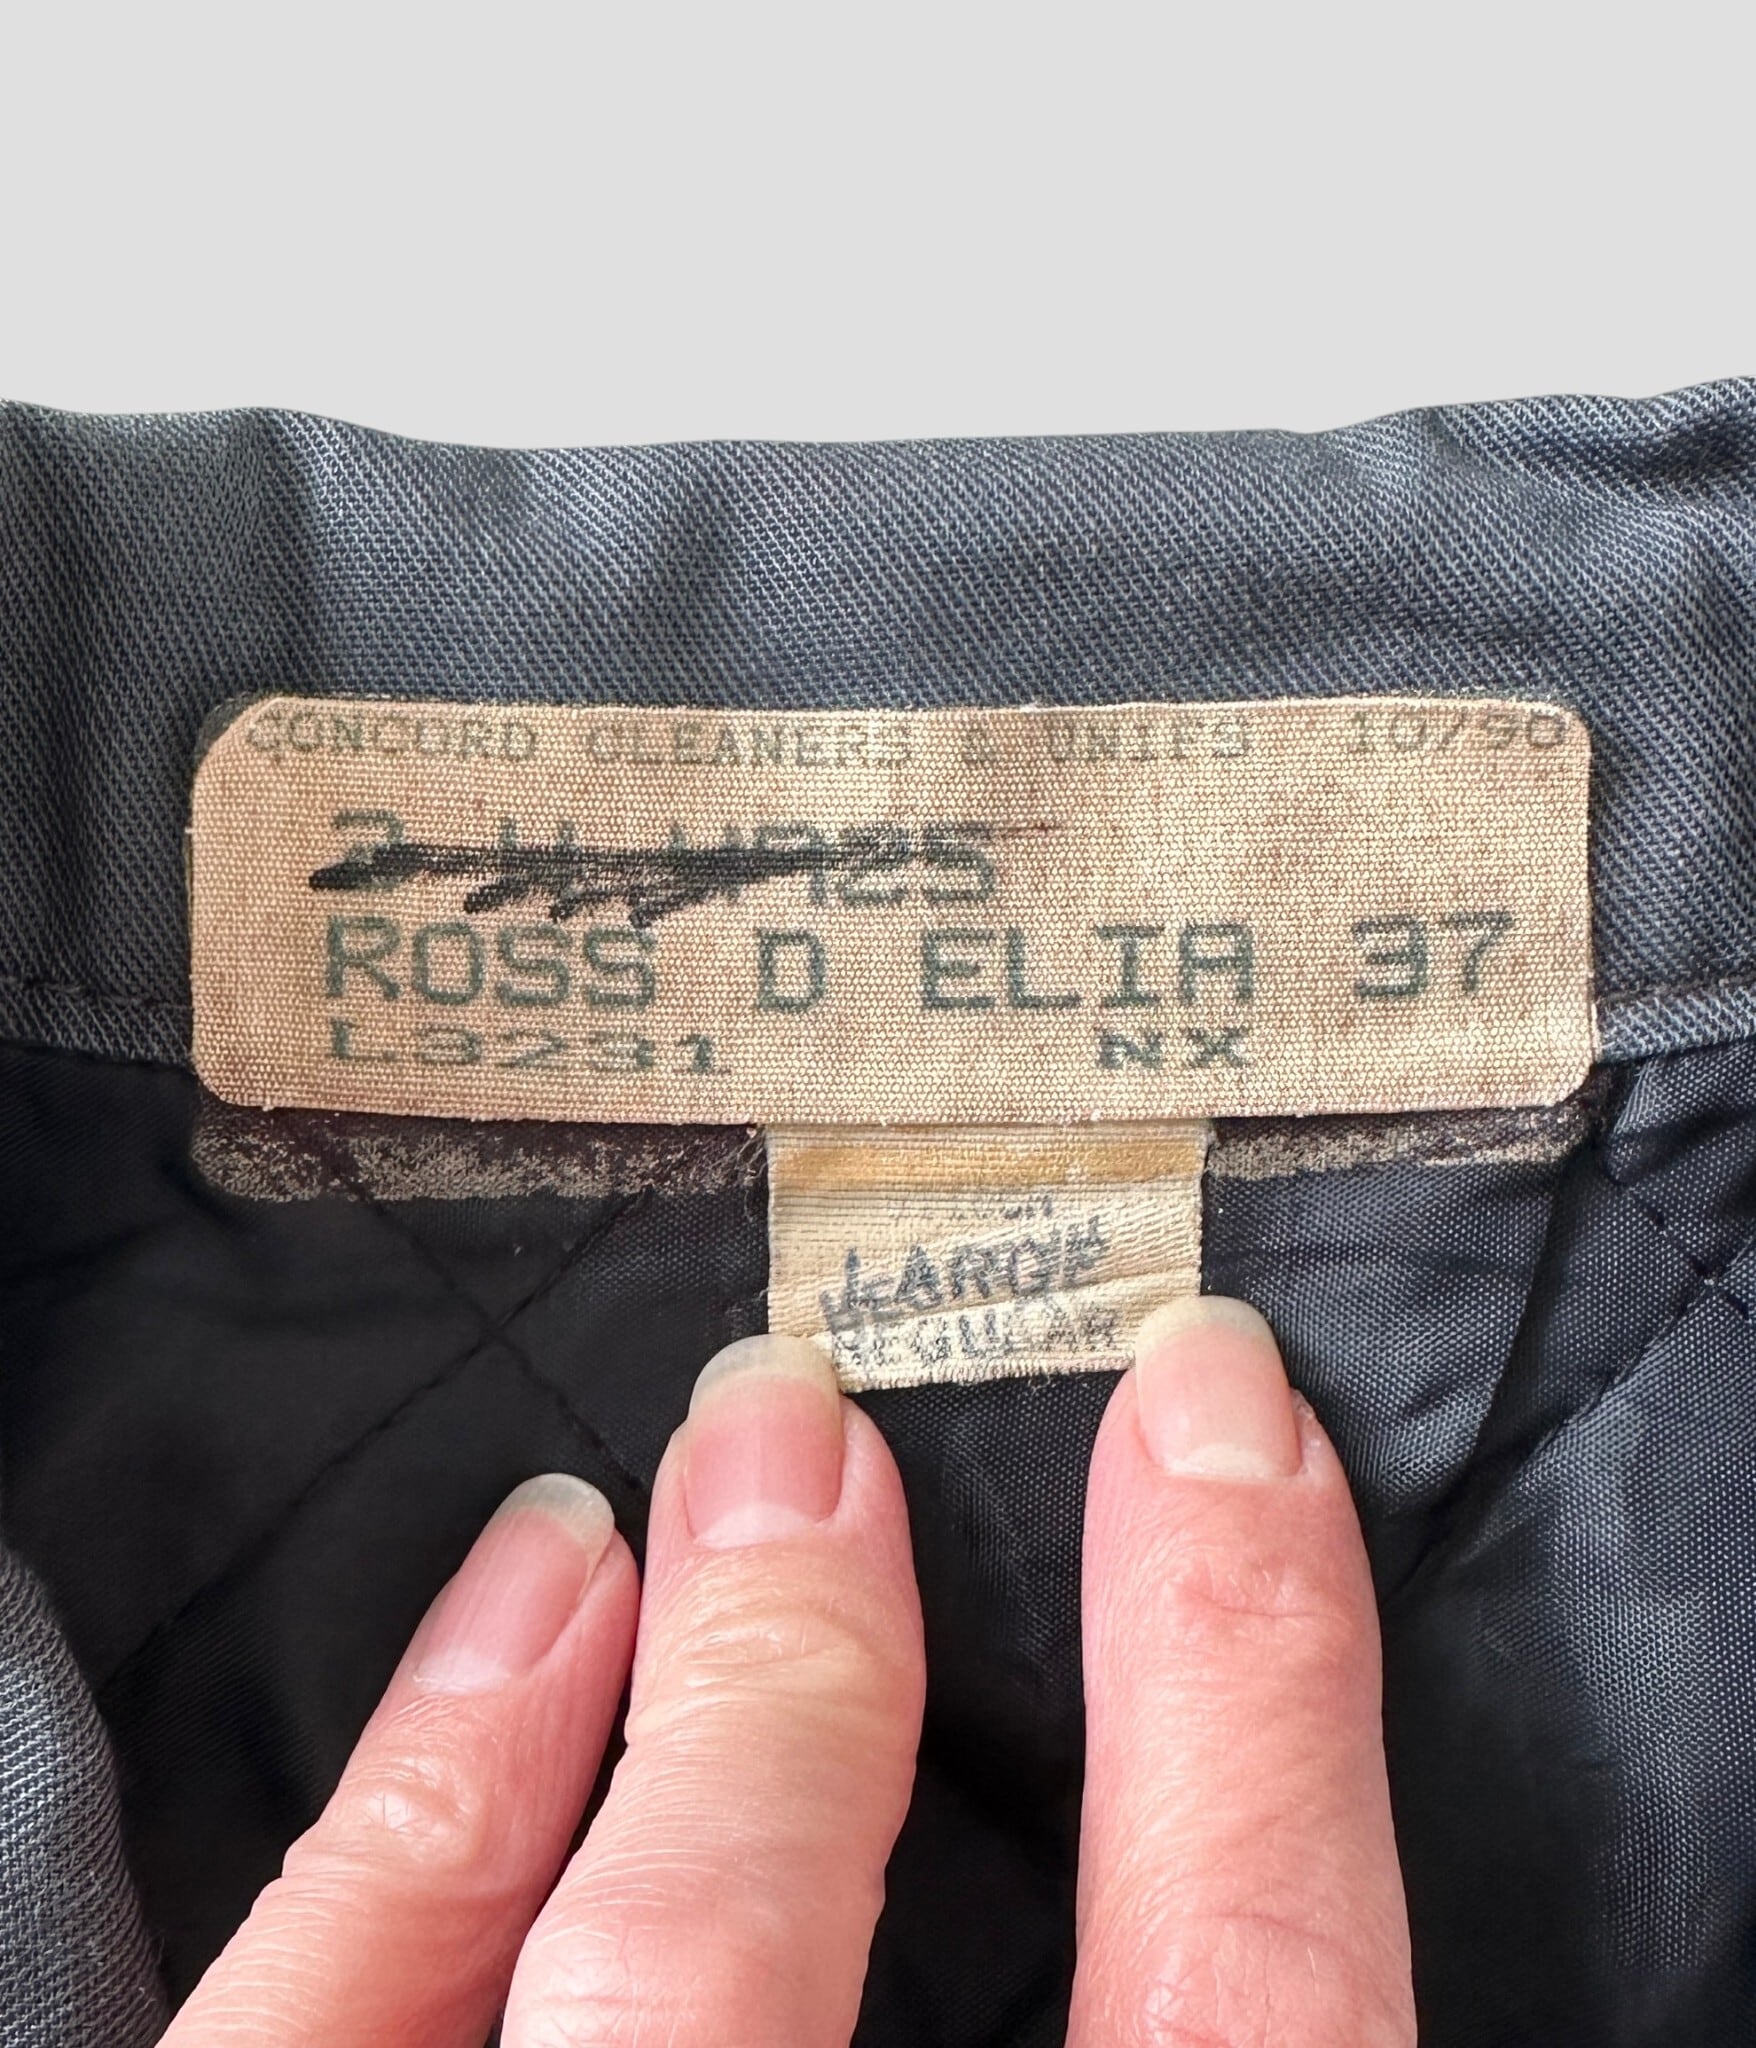 CONCORD CLEANERS & UNIFS 10/90
ROSS D ELIA 37
L3231 NX
LARGE
REGULAR